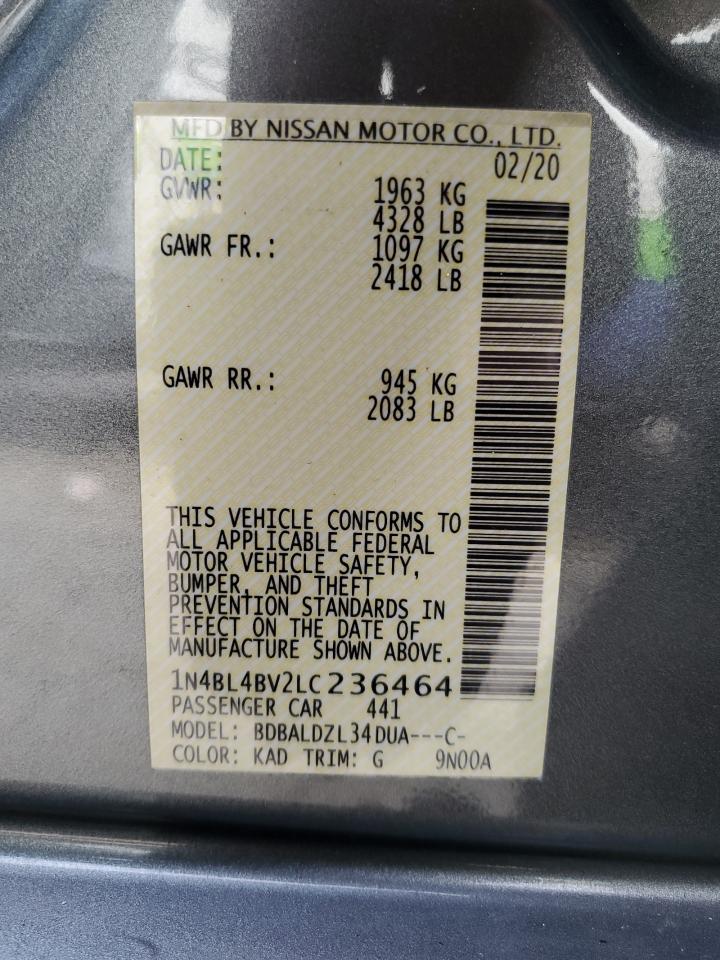 MFD BY NISSAN MOTOR CO., LTD.
DATE: 02/20
GVWR: 1963 KG
4328 LB
GAWR FR.: 1097 KG
2418 LB
GAWR RR.: 945 KG
2083 LB
THIS VEHICLE CONFORMS TO
ALL APPLICABLE FEDERAL
MOTOR VEHICLE SAFETY,
BUMPER, AND THEFT
PREVENTION STANDARDS IN
EFFECT ON THE DATE OF
MANUFACTURE SHOWN ABOVE.
1N4BL4BV2LC236464
PASSENGER CAR 441
MODEL: BDBALDZL34DUA---C-
COLOR: KAD TRIM: G 9N00A